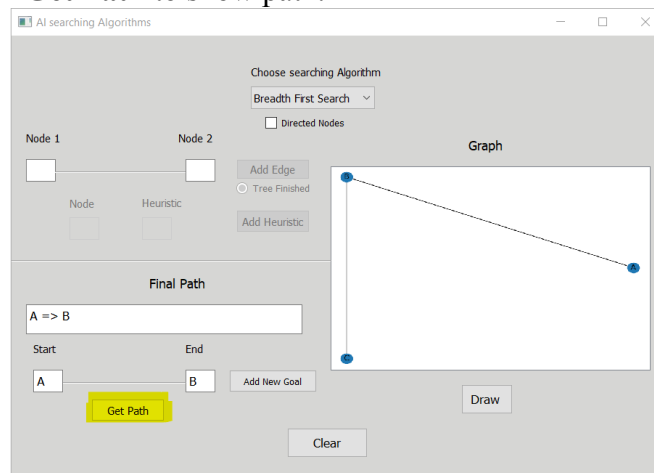 AI searching Algorithms
Choose searching Algorithm
Breadth First Search
Directed Nodes
Node 1
Node 2
Graph
Add Edge
Tree Finished
Node
Heuristic
Add Heuristic
B
A
C
Final Path
A => B
Start
End
A
B
Add New Goal
Get Path
Draw
Clear